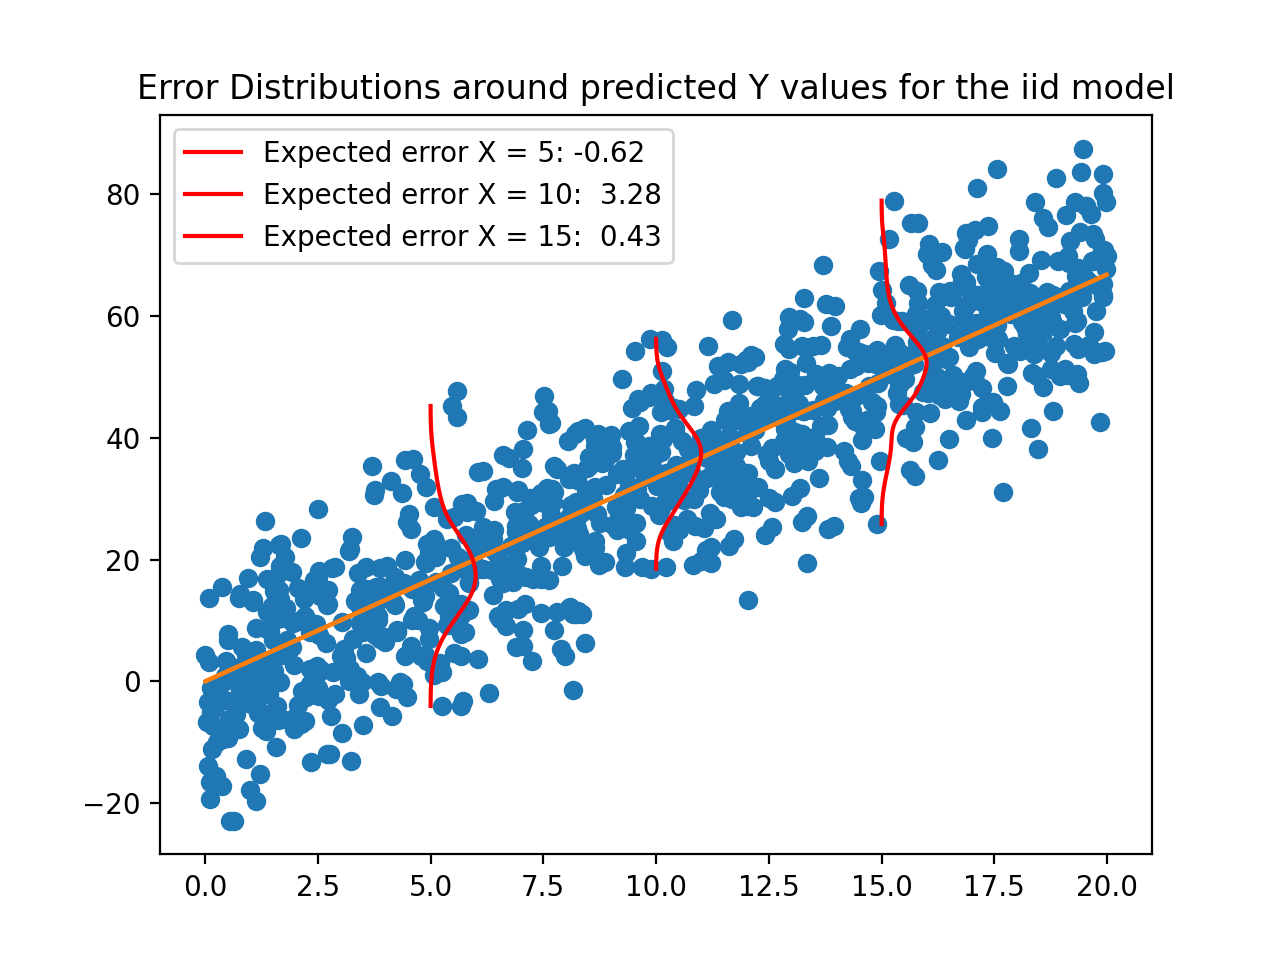 Error Distributions around predicted Y values for the iid model
Expected error X = 5: -0.62
Expected error X = 10:  3.28
Expected error X = 15:  0.43
80
60
40
20
0
−20
0.0 2.5 5.0 7.5 10.0 12.5 15.0 17.5 20.0